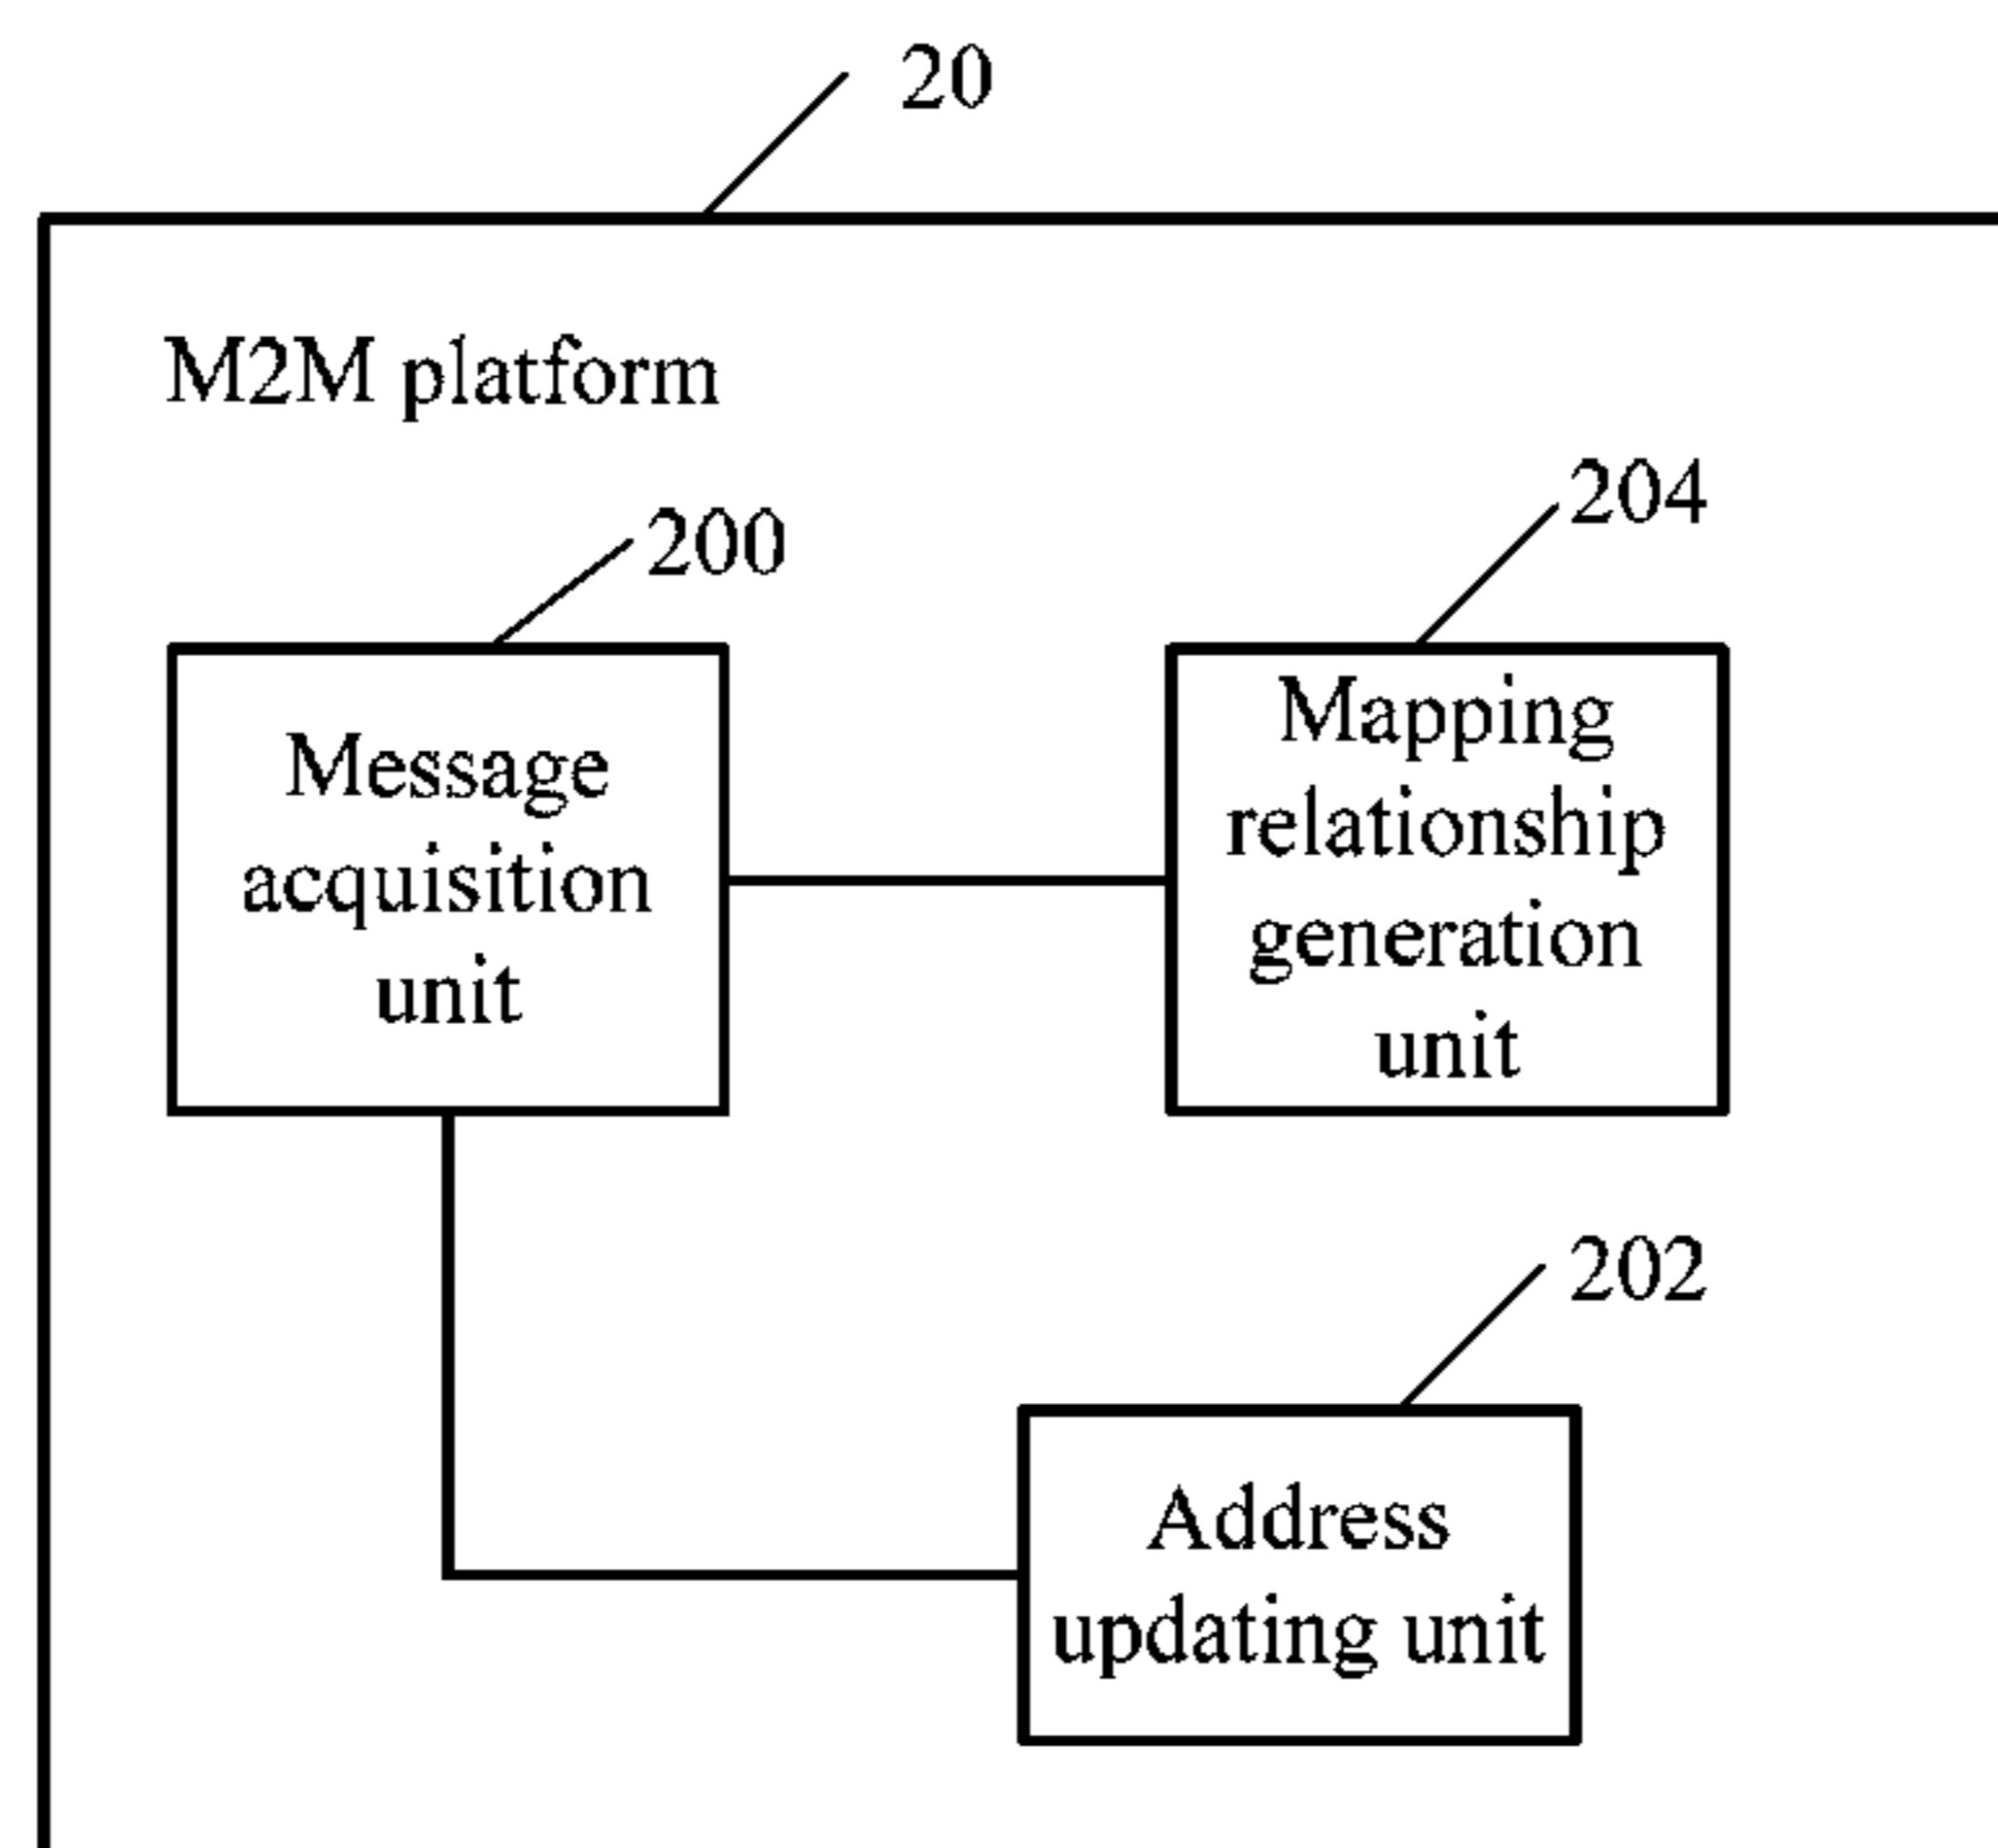 20
M2M platform
204
200
Mapping
relationship
generation
unit
Message
acquisition
unit
202
Address
updating unit